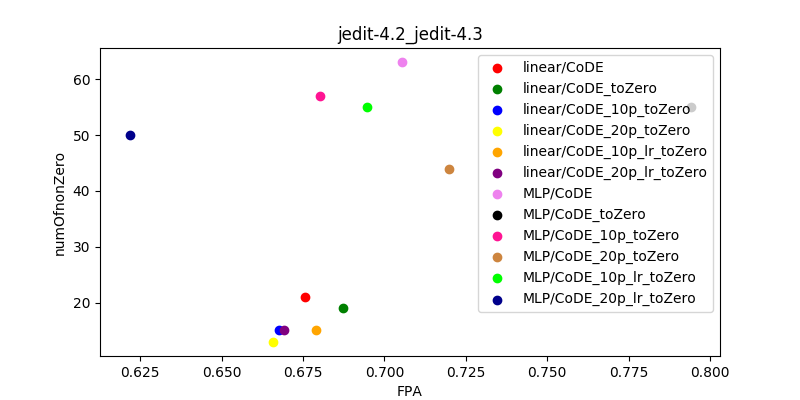 jedit-4.2_jedit-4.3
numOfnonZero
60
50
40
30
20
linear/CoDE
linear/CoDE_toZero
linear/CoDE_10p_toZero
linear/CoDE_20p_toZero
linear/CoDE_10p_lr_toZero
linear/CoDE_20p_lr_toZero
MLP/CoDE
MLP/CoDE_toZero
MLP/CoDE_10p_toZero
MLP/CoDE_20p_toZero
MLP/CoDE_10p_lr_toZero
MLP/CoDE_20p_lr_toZero
0.625 0.650 0.675 0.700 0.725 0.750 0.775 0.800
FPA